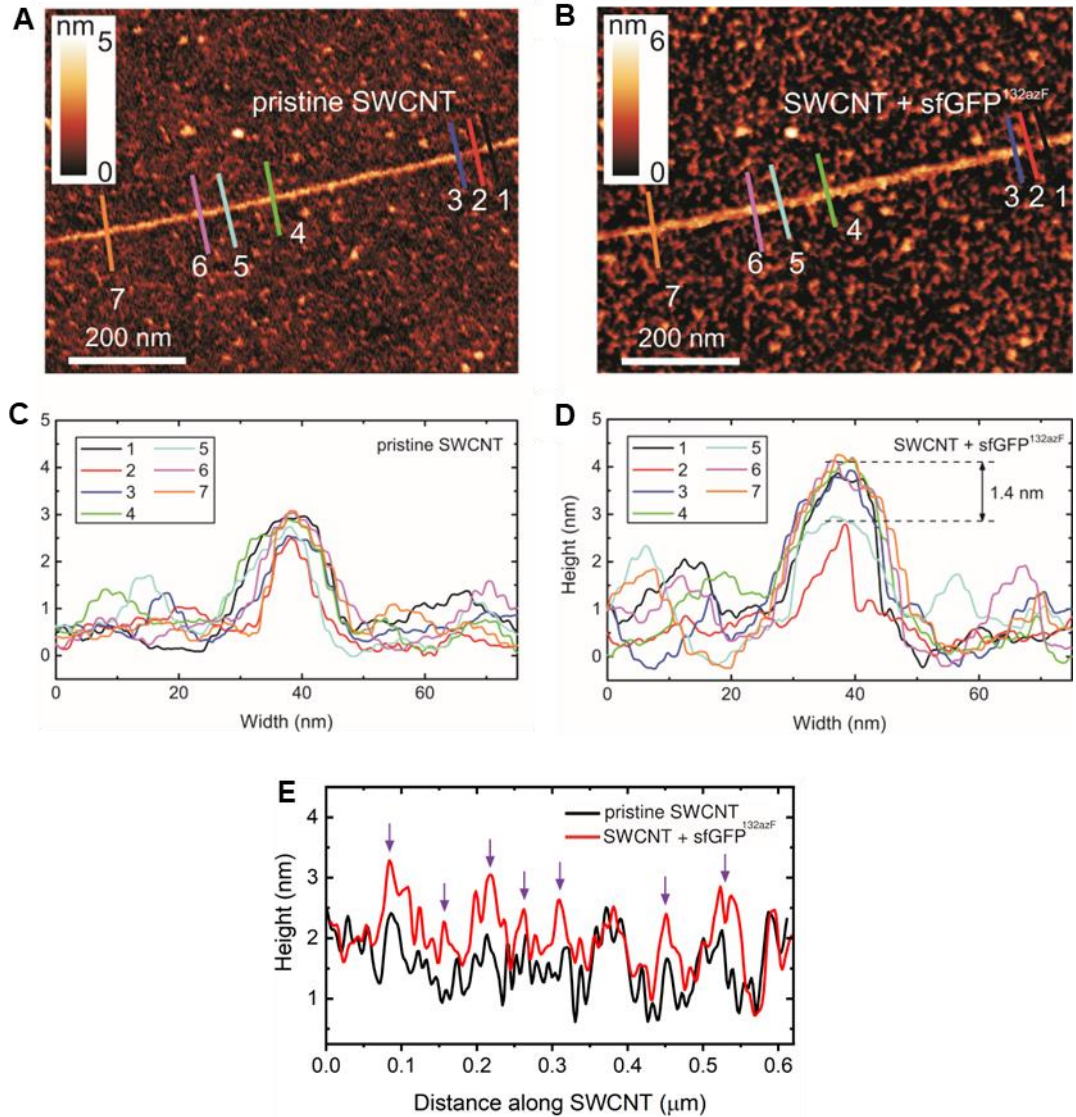 A
nm
5
0
pristine SWCNT
1
2
3
4
5
6
7
200 nm
B
nm
6
0
SWCNT + sfGFP132azF
1
2
3
4
5
6
7
200 nm
C
5
4
3
2
1
0
1
2
3
4
5
6
7
pristine SWCNT
0 20 40 60
Width (nm)
D
Height (nm)
5
4
3
2
1
0
1
2
3
4
5
6
7
SWCNT + sfGFP132azF
1.4 nm
0 20 40 60
Width (nm)
E
Height (nm)
4
3
2
1
pristine SWCNT
SWCNT + sfGFP132azF
0.0 0.1 0.2 0.3 0.4 0.5 0.6
Distance along SWCNT (μm)